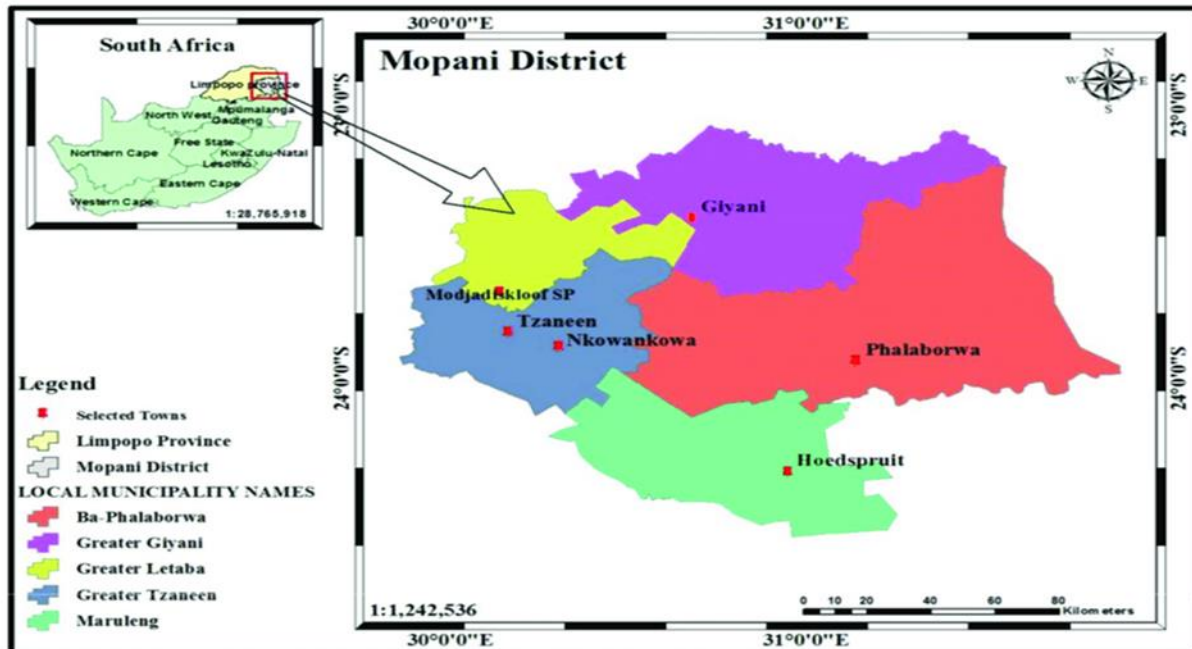 30°0'0"E
31°0'0"E
South Africa
Limpopo province
Mpumalanga
North West
Gauteng
Free State
Northern Cape
KwaZulu-Natal
Lesotho
Eastern Cape
Western Cape
1:28,765,918
Mopani District
N
W
E
S
23°0'0"S
23°0'0"S
Giyani
Modjadjiskloof SP
Tzaneen
Nkowankowa
Phalaborwa
24°0'0"S
24°0'0"S
Hoedspruit
Legend
Selected Towns
Limpopo Province
Mopani District
LOCAL MUNICIPALITY NAMES
Ba-Phalaborwa
Greater Giyani
Greater Letaba
Greater Tzaneen
Maruleng
1:1,242,536
0 10 20 40 60 80
Kilometers
30°0'0"E
31°0'0"E